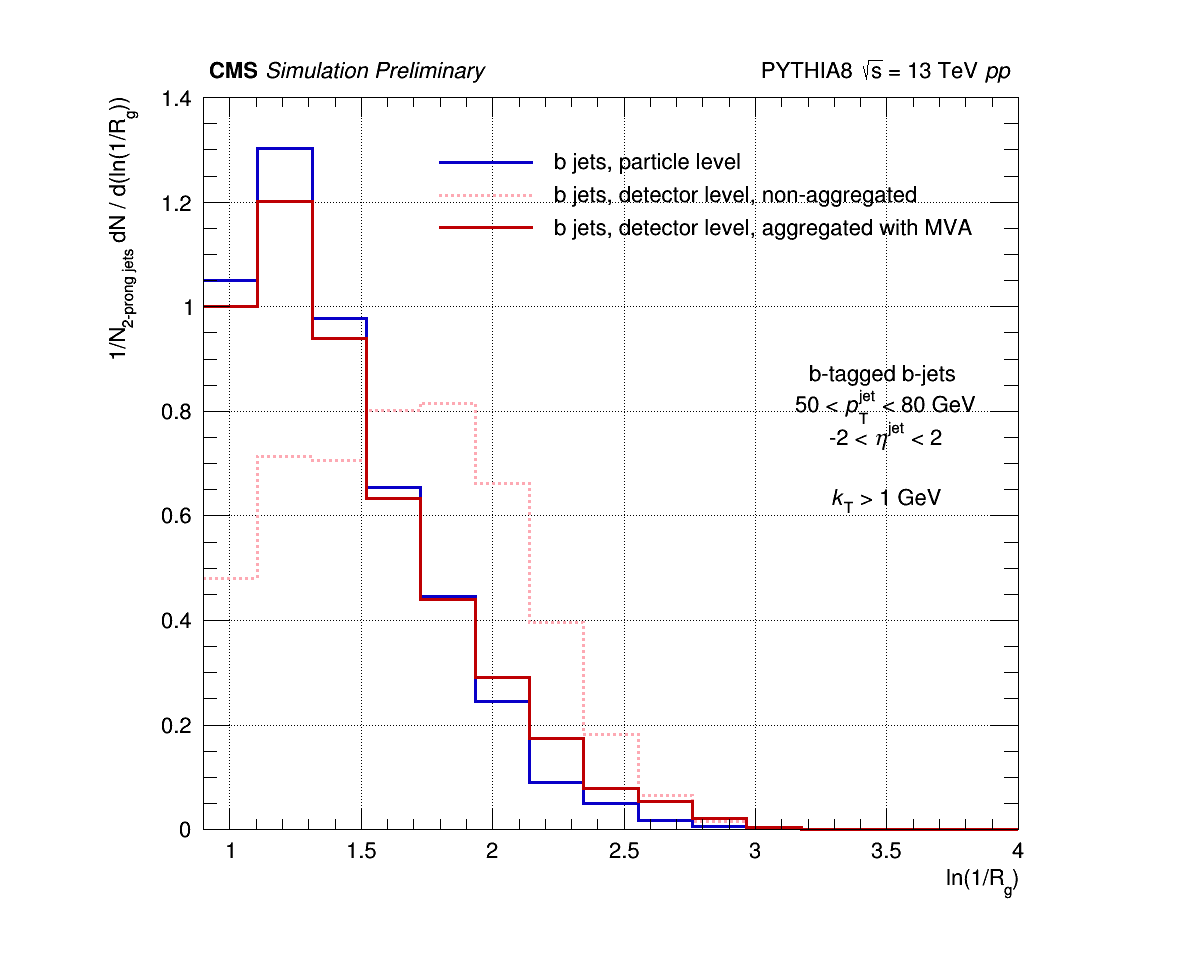 CMS Simulation Preliminary
PYTHIA8 √s = 13 TeV pp
1/N2-prong jets dN / d(ln(1/Rg))
1.4
1.2
1
0.8
0.6
0.4
0.2
0
b jets, particle level
b jets, detector level, non-aggregated
b jets, detector level, aggregated with MVA
b-tagged b-jets
50 < pTjet < 80 GeV
-2 < ηjet < 2
kT > 1 GeV
1 1.5 2 2.5 3 3.5 4
ln(1/Rg)